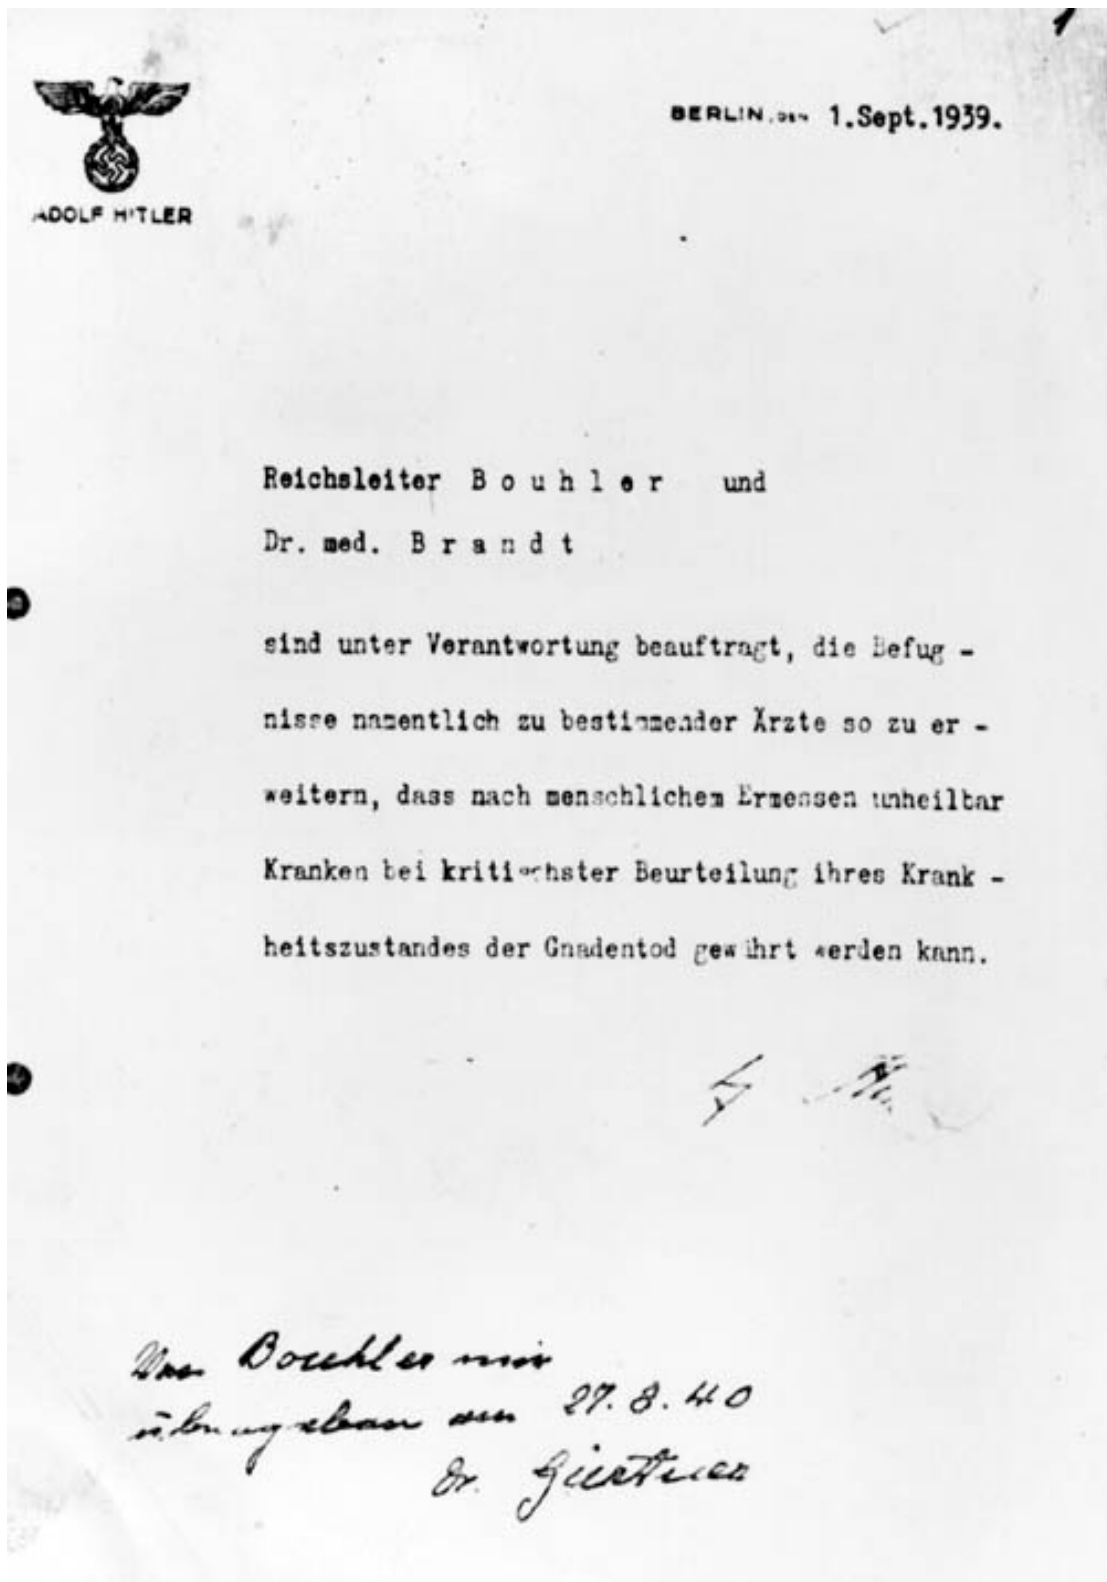 1
BERLIN, DEN 1.Sept.1939.
ADOLF HITLER
Reichsleiter Bouhler und
Dr. med. Brandt
sind unter Verantwortung beauftragt, die Befug -
nisse namentlich zu bestimmender Ärzte so zu er -
weitern, dass nach menschlichem Ermessen unheilbar
Kranken bei kritischster Beurteilung ihres Krank -
heitszustandes der Gnadentod gewährt werden kann.
Von Bouhler mir
übergeben am 27.8.40
Dr. Gürtner